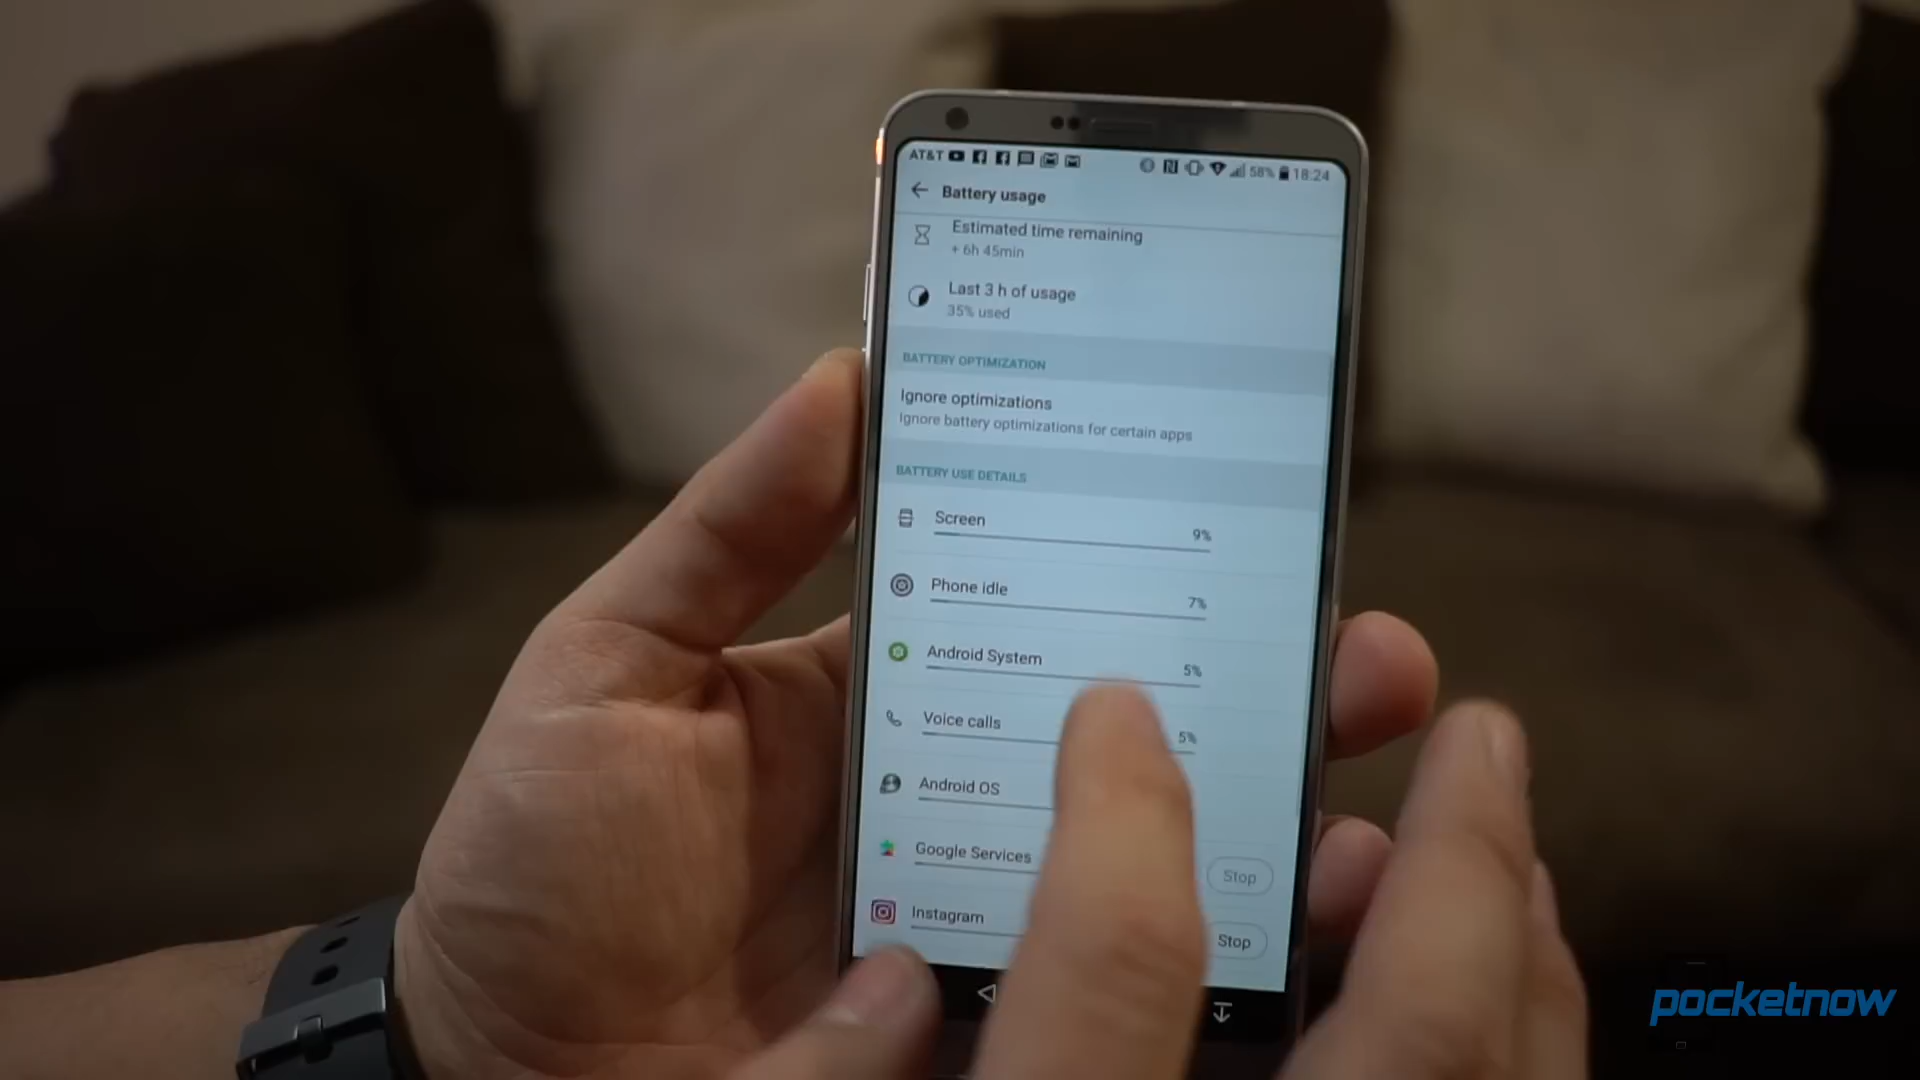 AT&T 58% 18:24
Battery usage
Estimated time remaining
+ 6h 45min
Last 3 h of usage
35% used
BATTERY OPTIMIZATION
Ignore optimizations
Ignore battery optimizations for certain apps
BATTERY USE DETAILS
Screen 9%
Phone idle 7%
Android System 5%
Voice calls 5%
Android OS
Google Services Stop
Instagram Stop
pocketnow